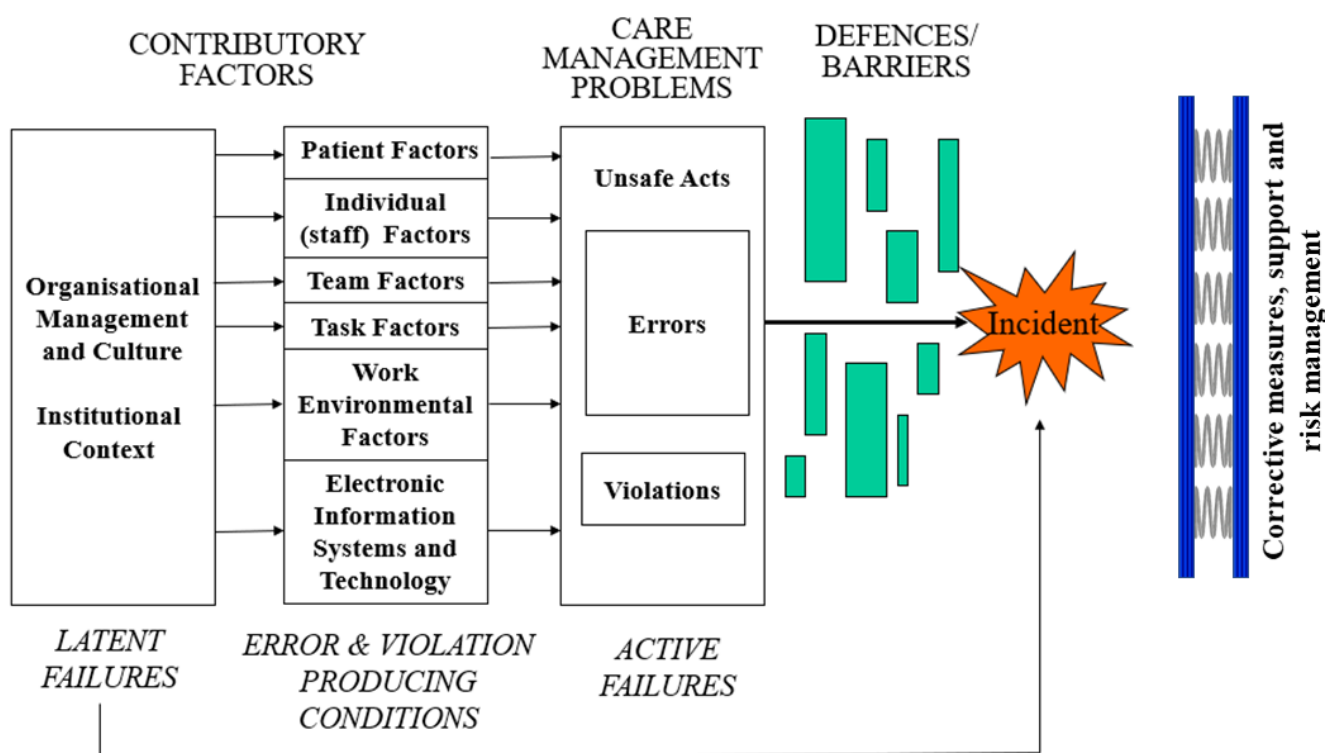 CONTRIBUTORY
FACTORS
CARE
MANAGEMENT
PROBLEMS
DEFENCES/
BARRIERS
Organisational
Management
and Culture
Institutional
Context
Patient Factors
Individual
(staff) Factors
Team Factors
Task Factors
Work
Environmental
Factors
Electronic
Information
Systems and
Technology
Unsafe Acts
Errors
Violations
Incident
Corrective measures, support and
risk management
LATENT
FAILURES
ERROR & VIOLATION
PRODUCING
CONDITIONS
ACTIVE
FAILURES